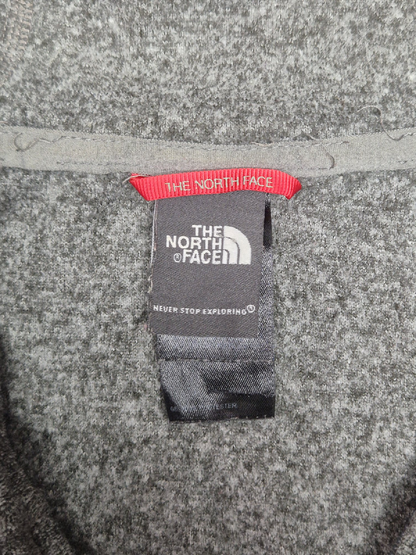 THE NORTH FACE
THE
NORTH
FACE
NEVER STOP EXPLORING